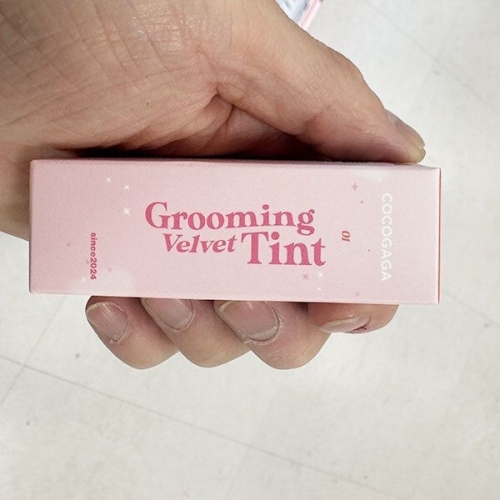 Grooming
Velvet Tint
01
COCOGAGA
since2024